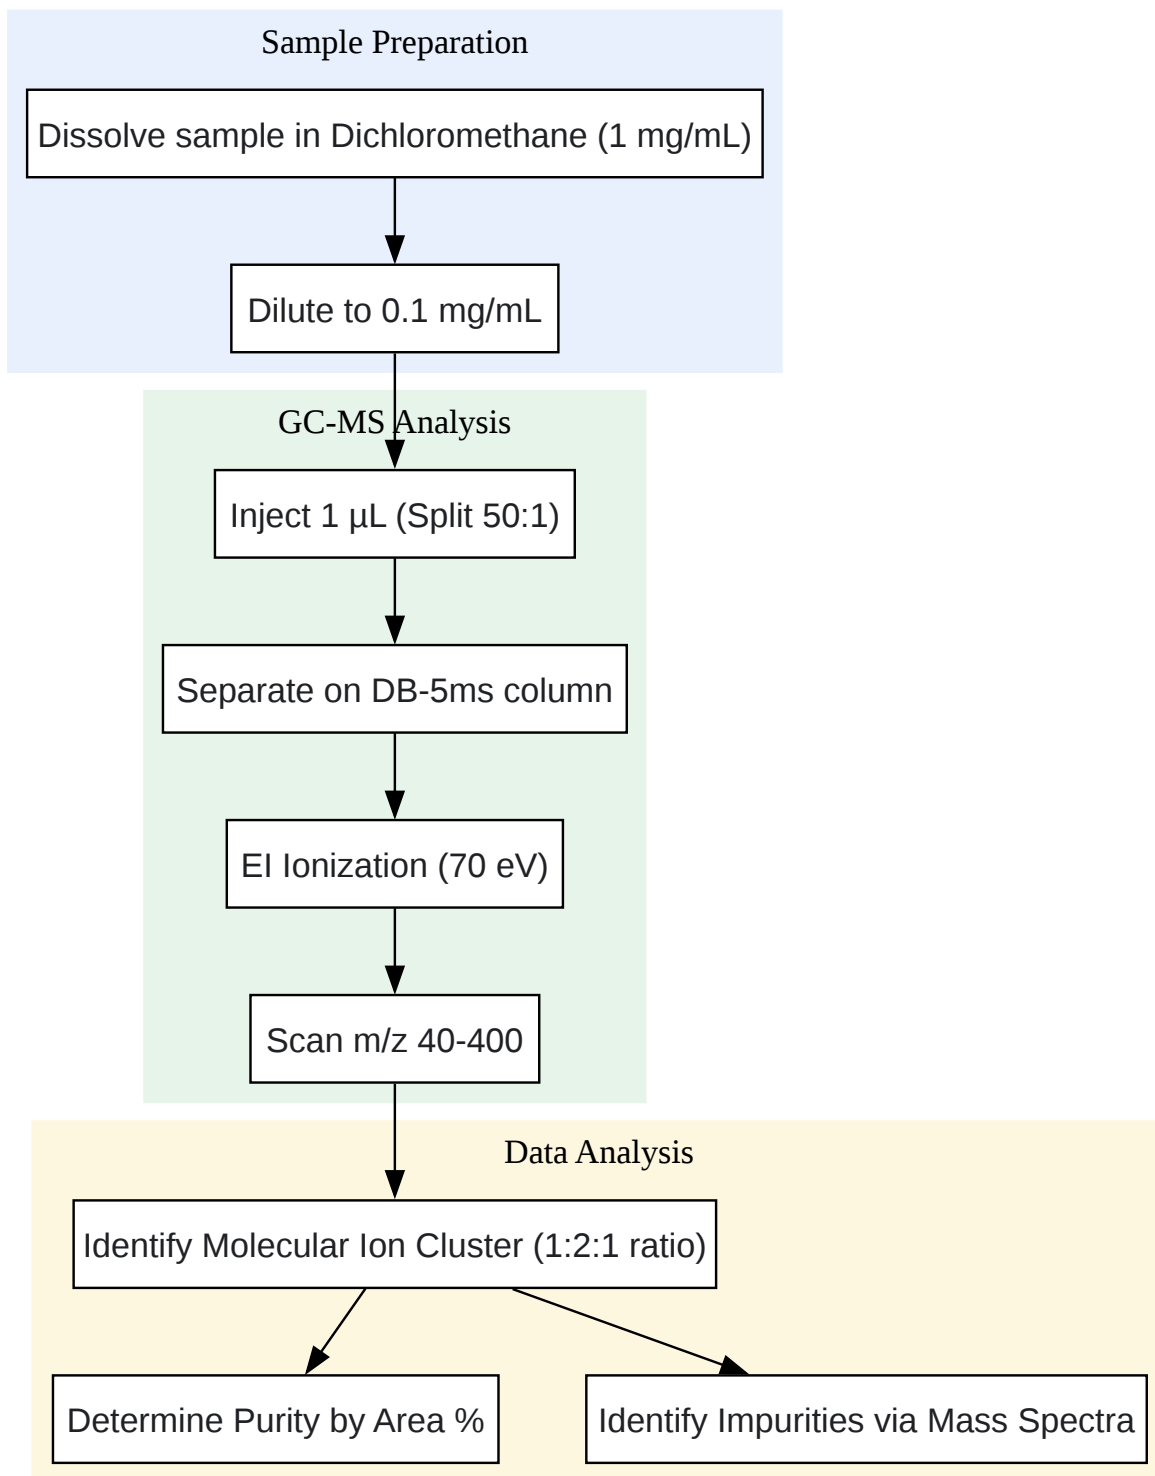 Sample Preparation
Dissolve sample in Dichloromethane (1 mg/mL)
Dilute to 0.1 mg/mL
GC-MS Analysis
Inject 1 µL (Split 50:1)
Separate on DB-5ms column
EI Ionization (70 eV)
Scan m/z 40-400
Data Analysis
Identify Molecular Ion Cluster (1:2:1 ratio)
Determine Purity by Area %
Identify Impurities via Mass Spectra